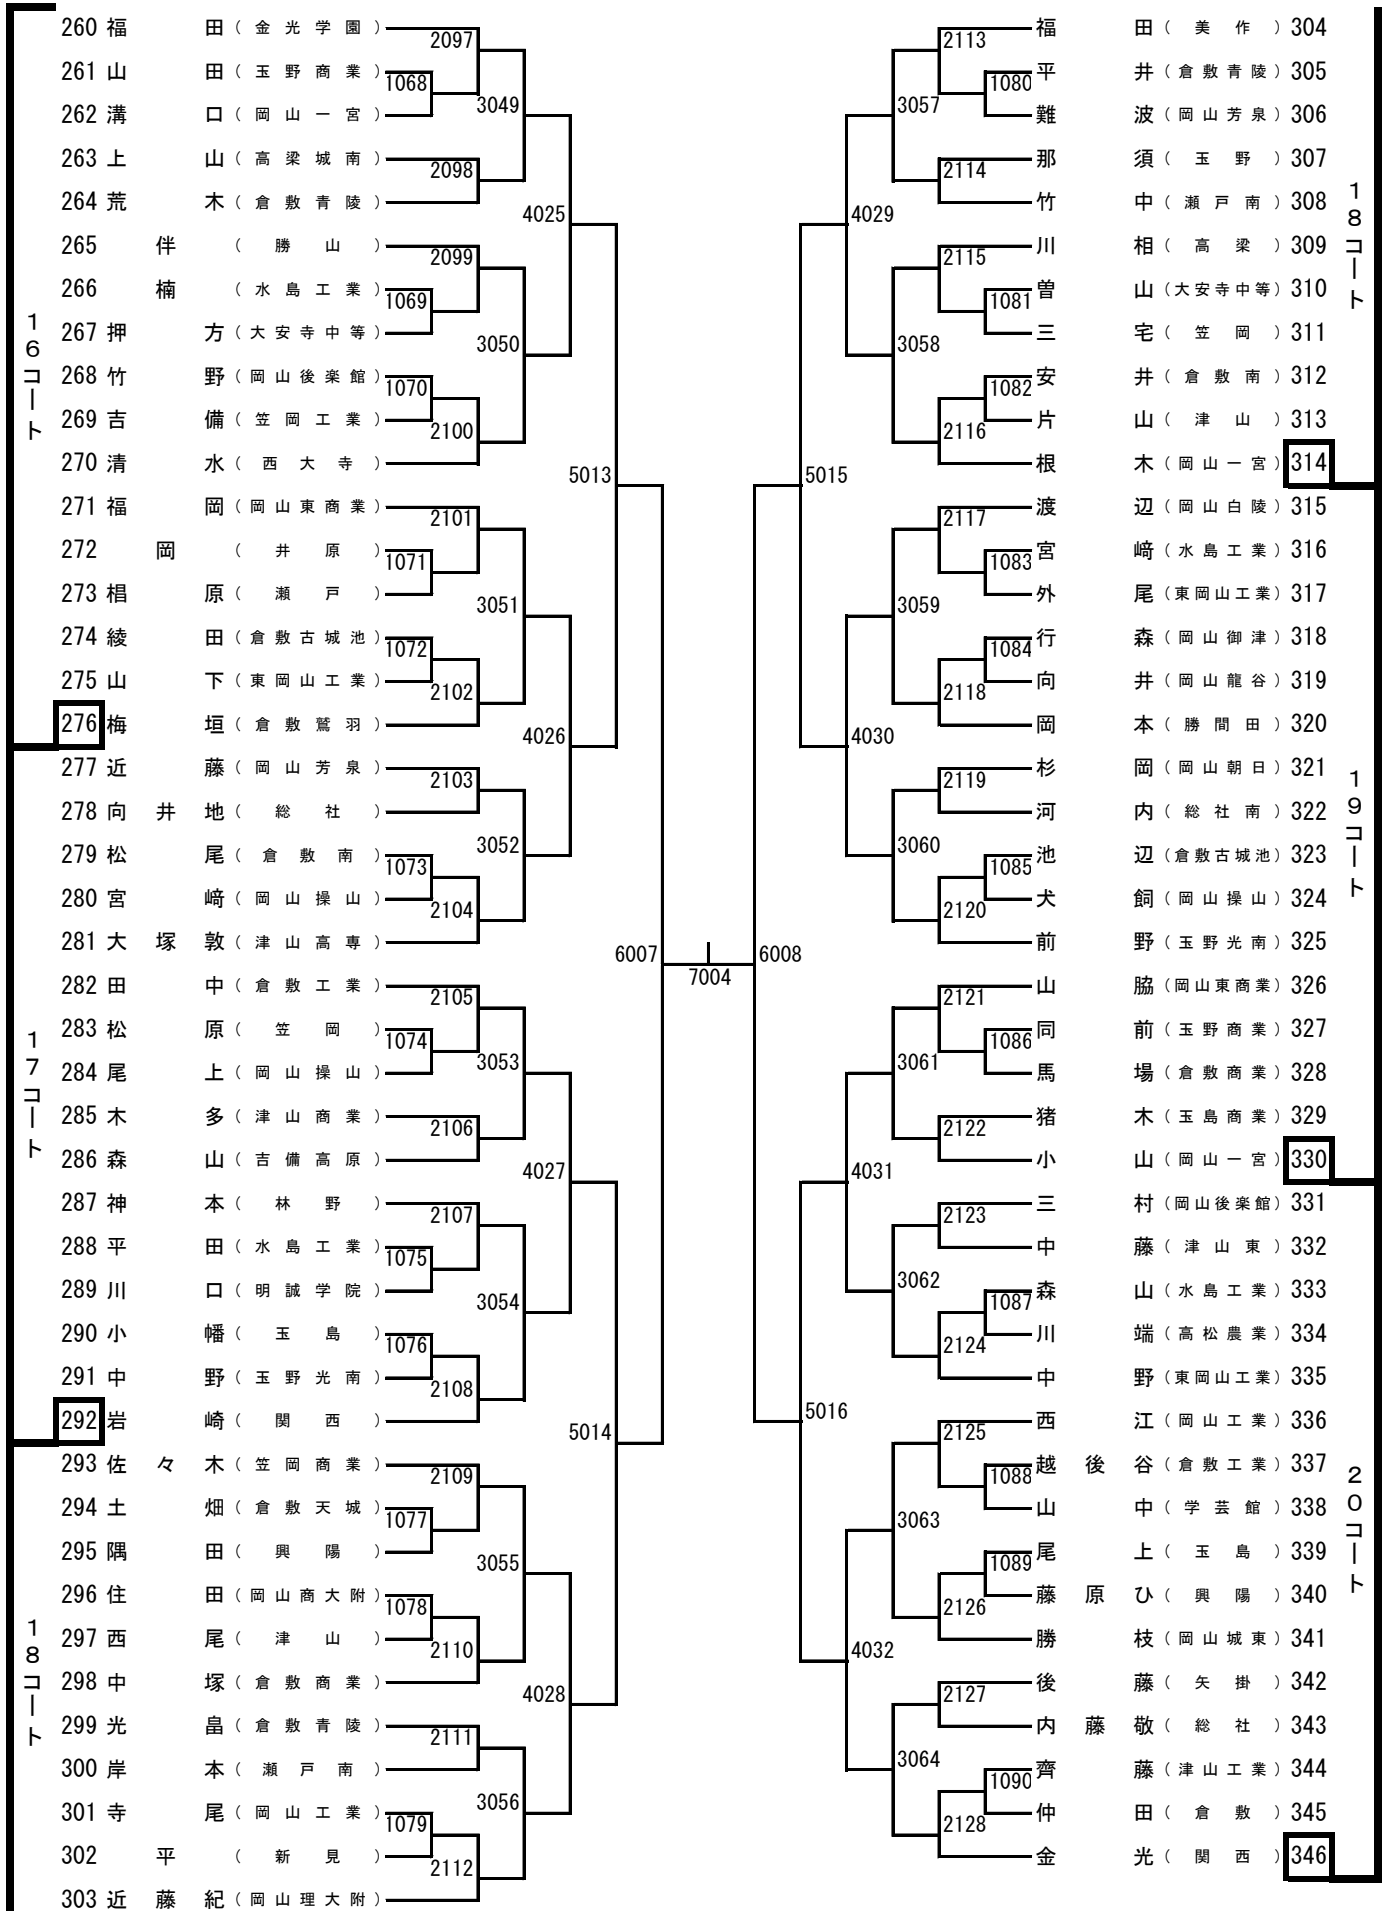 260 福田（金光学園）
261 山田（玉野商業）
262 溝口（岡山一宮）
263 上山（高梁城南）
264 荒木（倉敷青陵）
265 伴（勝山）
266 楠（水島工業）
267 押方（大安寺中等）
268 竹野（岡山後楽館）
269 吉備（笠岡工業）
270 清水（西大寺）
271 福岡（岡山東商業）
272 岡（井原）
273 椙原（瀬戸）
274 綾田（倉敷古城池）
275 山下（東岡山工業）
276 梅垣（倉敷鷲羽）
277 近藤（岡山芳泉）
278 向井地（総社）
279 松尾（倉敷南）
280 宮﨑（岡山操山）
281 大塚敦（津山高専）
282 田中（倉敷工業）
283 松原（笠岡）
284 尾上（岡山操山）
285 木多（津山商業）
286 森山（吉備高原）
287 神本（林野）
288 平田（水島工業）
289 川口（明誠学院）
290 小幡（玉島）
291 中野（玉野光南）
292 岩崎（関西）
293 佐々木（笠岡商業）
294 土畑（倉敷天城）
295 隅田（興陽）
296 住田（岡山商大附）
297 西尾（津山）
298 中塚（倉敷商業）
299 光畠（倉敷青陵）
300 岸本（瀬戸南）
301 寺尾（岡山工業）
302 平（新見）
303 近藤紀（岡山理大附）
16コート
17コート
18コート
1068
1069
1070
1071
1072
1073
1074
1075
1076
1077
1078
1079
2097
2098
2099
2100
2101
2102
2103
2104
2105
2106
2107
2108
2109
2110
2111
2112
3049
3050
3051
3052
3053
3054
3055
3056
4025
4026
4027
4028
5013
5014
6007
7004
6008
5015
5016
4029
4030
4031
4032
3057
3058
3059
3060
3061
3062
3063
3064
2113
2114
2115
2116
2117
2118
2119
2120
2121
2122
2123
2124
2125
2126
2127
2128
1080
1081
1082
1083
1084
1085
1086
1087
1088
1089
1090
福田（美作）304
平井（倉敷青陵）305
難波（岡山芳泉）306
那須（玉野）307
竹中（瀬戸南）308
川相（高梁）309
曽山（大安寺中等）310
三宅（笠岡）311
安井（倉敷南）312
片山（津山）313
根木（岡山一宮）314
渡辺（岡山白陵）315
宮﨑（水島工業）316
外尾（東岡山工業）317
行森（岡山御津）318
向井（岡山龍谷）319
岡本（勝間田）320
杉岡（岡山朝日）321
河内（総社南）322
池辺（倉敷古城池）323
犬飼（岡山操山）324
前野（玉野光南）325
山脇（岡山東商業）326
同前（玉野商業）327
馬場（倉敷商業）328
猪木（玉島商業）329
小山（岡山一宮）330
三村（岡山後楽館）331
中藤（津山東）332
森山（水島工業）333
川端（高松農業）334
中野（東岡山工業）335
西江（岡山工業）336
越後谷（倉敷工業）337
山中（学芸館）338
尾上（玉島）339
藤原ひ（興陽）340
勝枝（岡山城東）341
後藤（矢掛）342
内藤敬（総社）343
齊藤（津山工業）344
仲田（倉敷）345
金光（関西）346
18コート
19コート
20コート